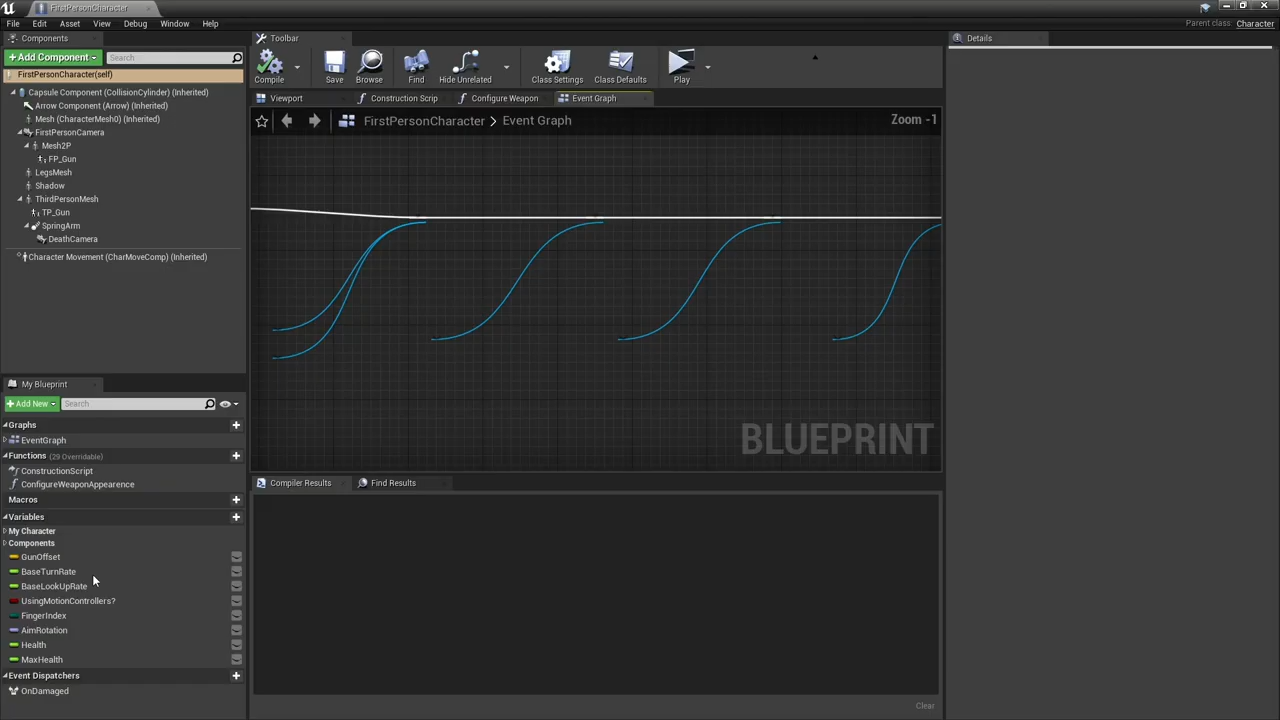 FirstPersonCharacter
File Edit Asset View Window Debug Window Help
Parent class: Character
Components
Toolbar
Details
+Add Component
Search
FirstPersonCharacter(self)
Compile
Save
Browse
Find
Hide Unrelated
Class Settings
Class Defaults
Play
Capsule Component (CollisionCylinder) (Inherited)
Arrow Component (Arrow) (Inherited)
Mesh (CharacterMesh0) (Inherited)
FirstPersonCamera
Mesh2P
FP_Gun
LegsMesh
Shadow
ThirdPersonMesh
TP_Gun
SpringArm
DeathCamera
Character Movement (CharMoveComp) (Inherited)
Viewport
Construction Scrip
Configure Weapon
Event Graph
FirstPersonCharacter > Event Graph
Zoom -1
BLUEPRINT
My Blueprint
+Add New
Search
Graphs
EventGraph
Functions (29 Overridable)
ConstructionScript
ConfigureWeaponAppearence
Macros
Variables
My Character
Components
GunOffset
BaseTurnRate
BaseLookUpRate
UsingMotionControllers?
FingerIndex
AimRotation
Health
MaxHealth
Event Dispatchers
OnDamaged
Compiler Results
Find Results
Clear